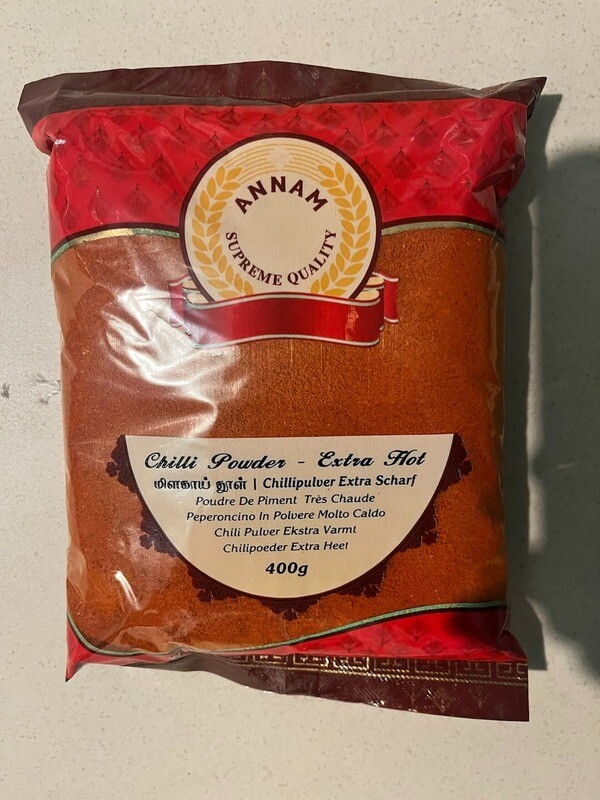 ANNAM
SUPREME QUALITY
Chilli Powder - Extra Hot
மிளகாய் தூள் | Chillipulver Extra Scharf
Poudre De Piment Très Chaude
Peperoncino In Polvere Molto Caldo
Chili Pulver Ekstra Varmt
Chilipoeder Extra Heet
400g